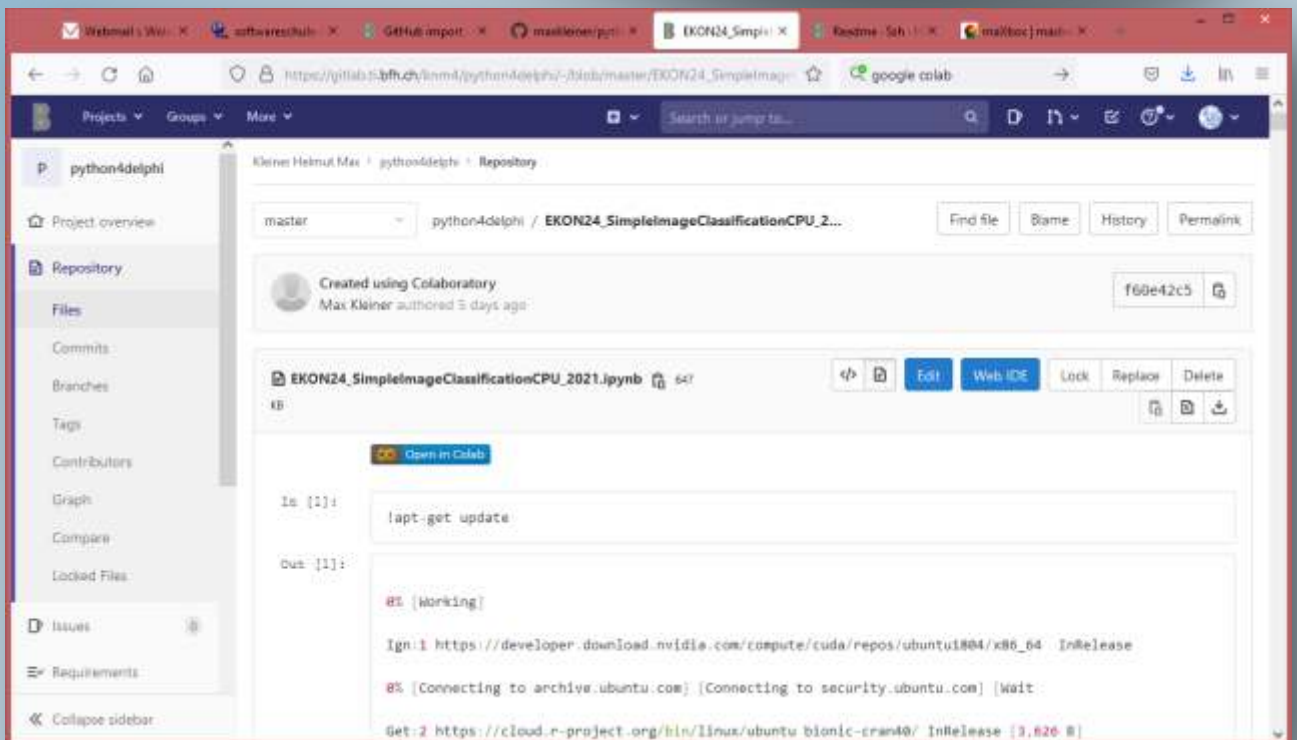 Webmail
GitHub import
EKON24_Simple
maXbox
google colab
Projects
Groups
More
Search or jump to...
P python4delphi
Project overview
Repository
Files
Commits
Branches
Tags
Contributors
Graph
Compare
Locked Files
Issues 0
Requirements
Collapse sidebar
Kleiner Helmut Max python4delphi Repository
master
python4delphi / EKON24_SimpleImageClassificationCPU_2...
Find file
Blame
History
Permalink
Created using Colaboratory
Max Kleiner authored 5 days ago
f60e42c5
EKON24_SimpleImageClassificationCPU_2021.ipynb 647
KB
</>
Edit
Web IDE
Lock
Replace
Delete
Open in Colab
In [1]:
!apt-get update
Out [1]:
0% [Working]
Ign:1 https://developer.download.nvidia.com/compute/cuda/repos/ubuntu1804/x86_64 InRelease
0% [Connecting to archive.ubuntu.com] [Connecting to security.ubuntu.com] [Wait
Get:2 https://cloud.r-project.org/bin/linux/ubuntu bionic-cran40/ InRelease [3,626 B]